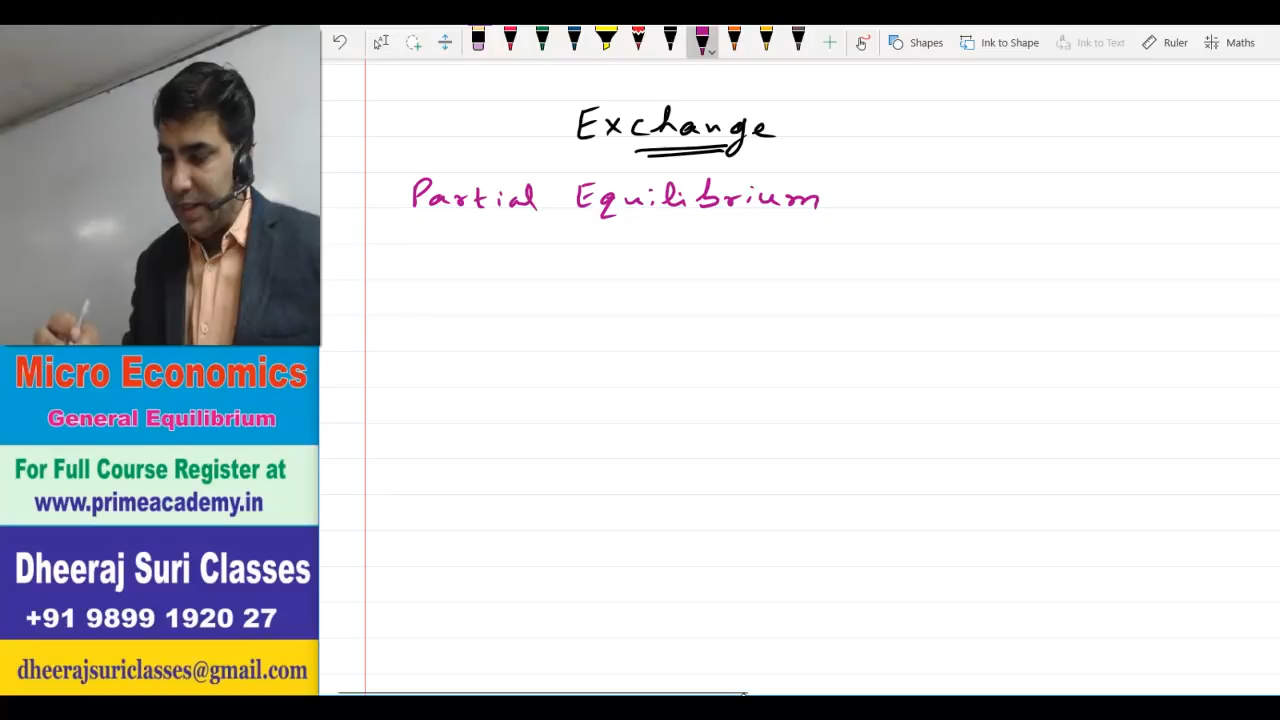 Shapes Ink to Shape Ink to Text Ruler Maths
Exchange
Partial Equilibrium
Micro Economics
General Equilibrium
For Full Course Register at
www.primeacademy.in
Dheeraj Suri Classes
+91 9899 1920 27
dheerajsuriclasses@gmail.com